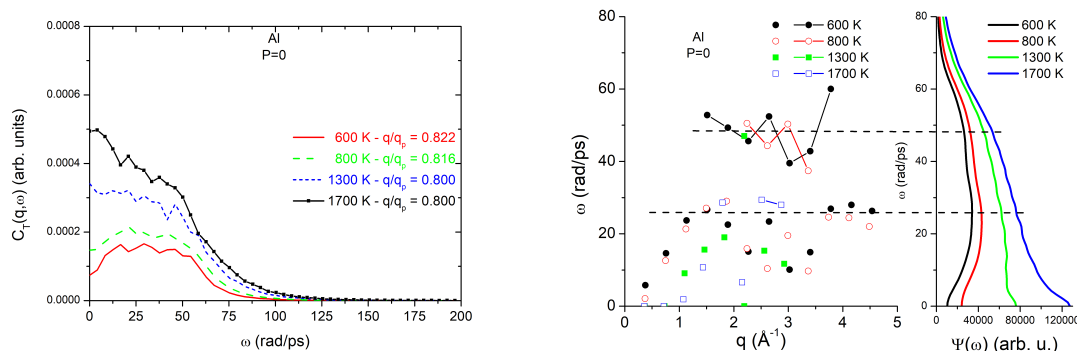 0.0008
0.0006
0.0004
0.0002
0.0000
C_T(q,ω) (arb. units)
Al
P=0
600 K - q/q_p = 0.822
800 K - q/q_p = 0.816
1300 K - q/q_p = 0.800
1700 K - q/q_p = 0.800
0 25 50 75 100 125 150 175 200
ω (rad/ps)
80
60
40
20
0
ω (rad/ps)
Al
P=0
600 K
800 K
1300 K
1700 K
0 1 2 3 4 5
q (Å⁻¹)
80
60
40
20
0
ω (rad/ps)
600 K
800 K
1300 K
1700 K
0 40000 80000 120000
Ψ(ω) (arb. u.)